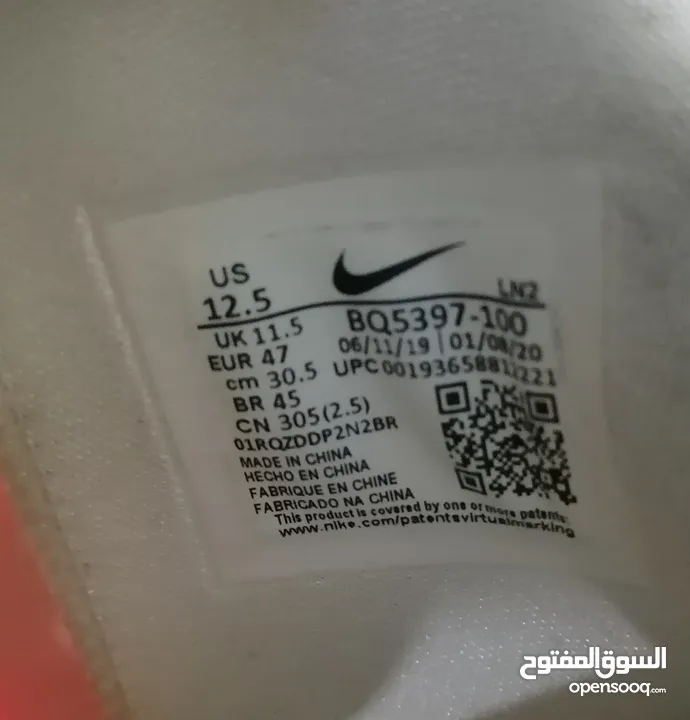 US
12.5
LN2
UK 11.5
BQ5397-100
EUR 47
06/11/19 01/08/20
cm 30.5
BR 45
CN 305(2.5)
01RQZDDP2N2BR
MADE IN CHINA
HECHO EN CHINA
FABRIQUE EN CHINE
FABRICADO NA CHINA
This product is covered by one or more patents:
www.nike.com/patentsvirtualmarking
السوق المفتوح
opensooq.com